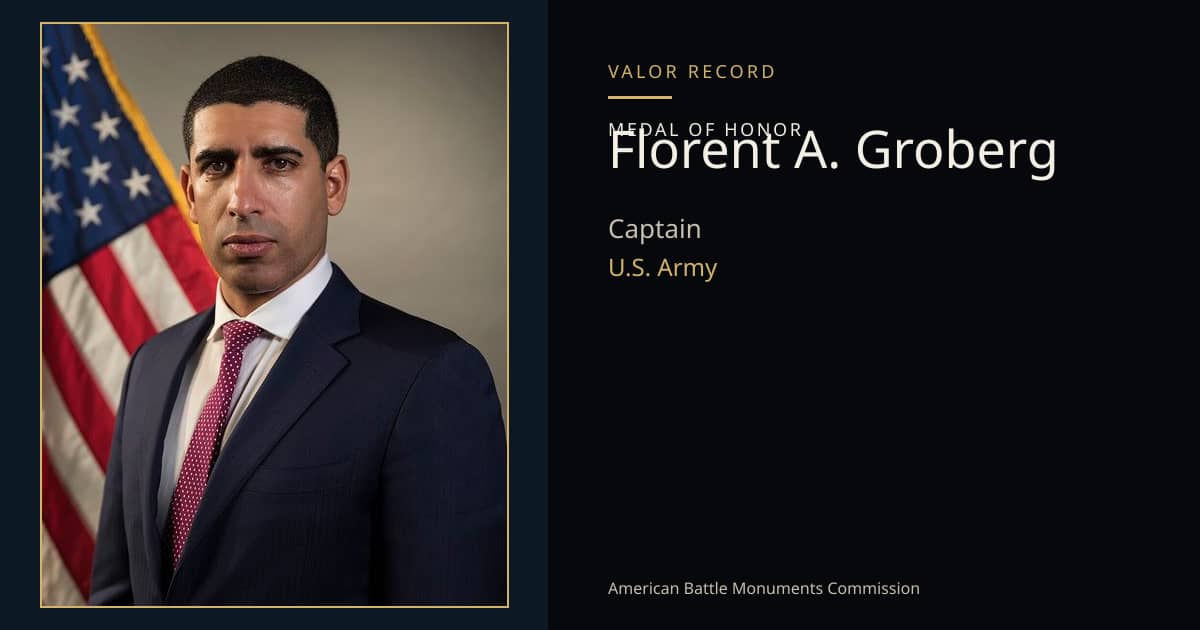 VALOR RECORD
MEDAL OF HONOR
Florent A. Groberg
Captain
U.S. Army
American Battle Monuments Commission